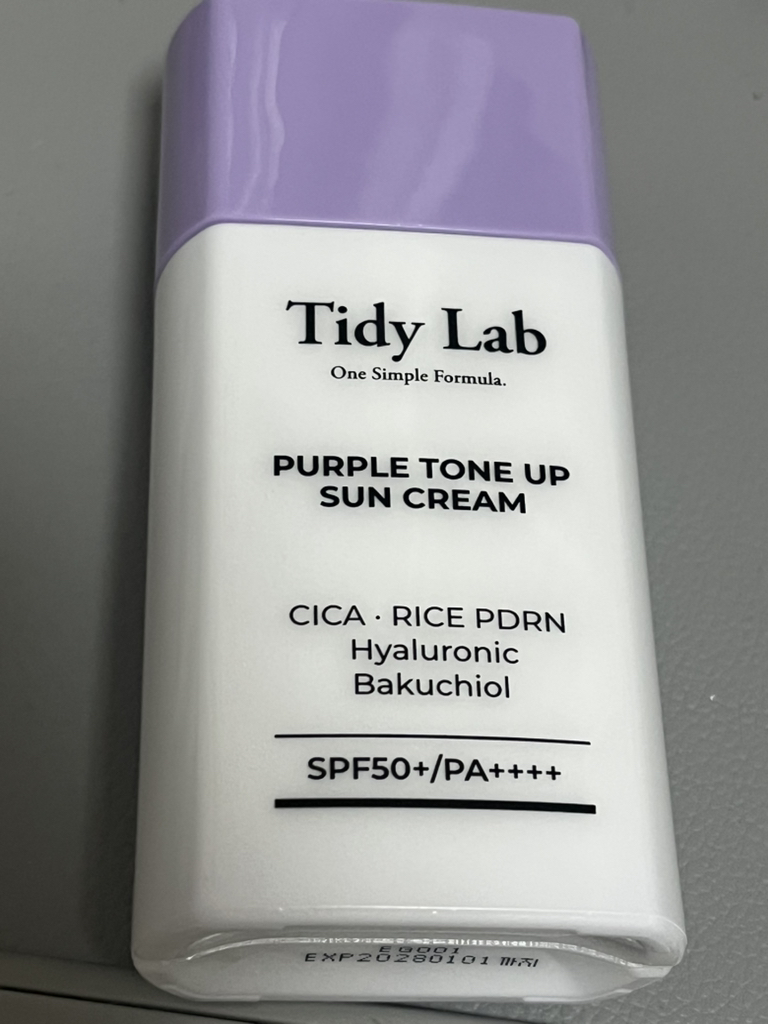 Tidy Lab
One Simple Formula.
PURPLE TONE UP
SUN CREAM
CICA · RICE PDRN
Hyaluronic
Bakuchiol
SPF50+/PA++++
EG001
EXP20280101 까지